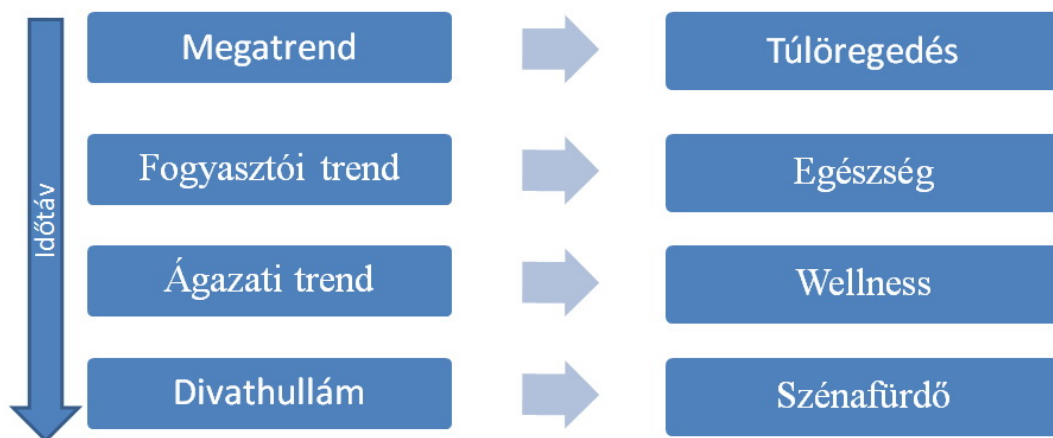 Időtáv
Megatrend
Túlöregedés
Fogyasztói trend
Egészség
Ágazati trend
Wellness
Divathullám
Szénafürdő